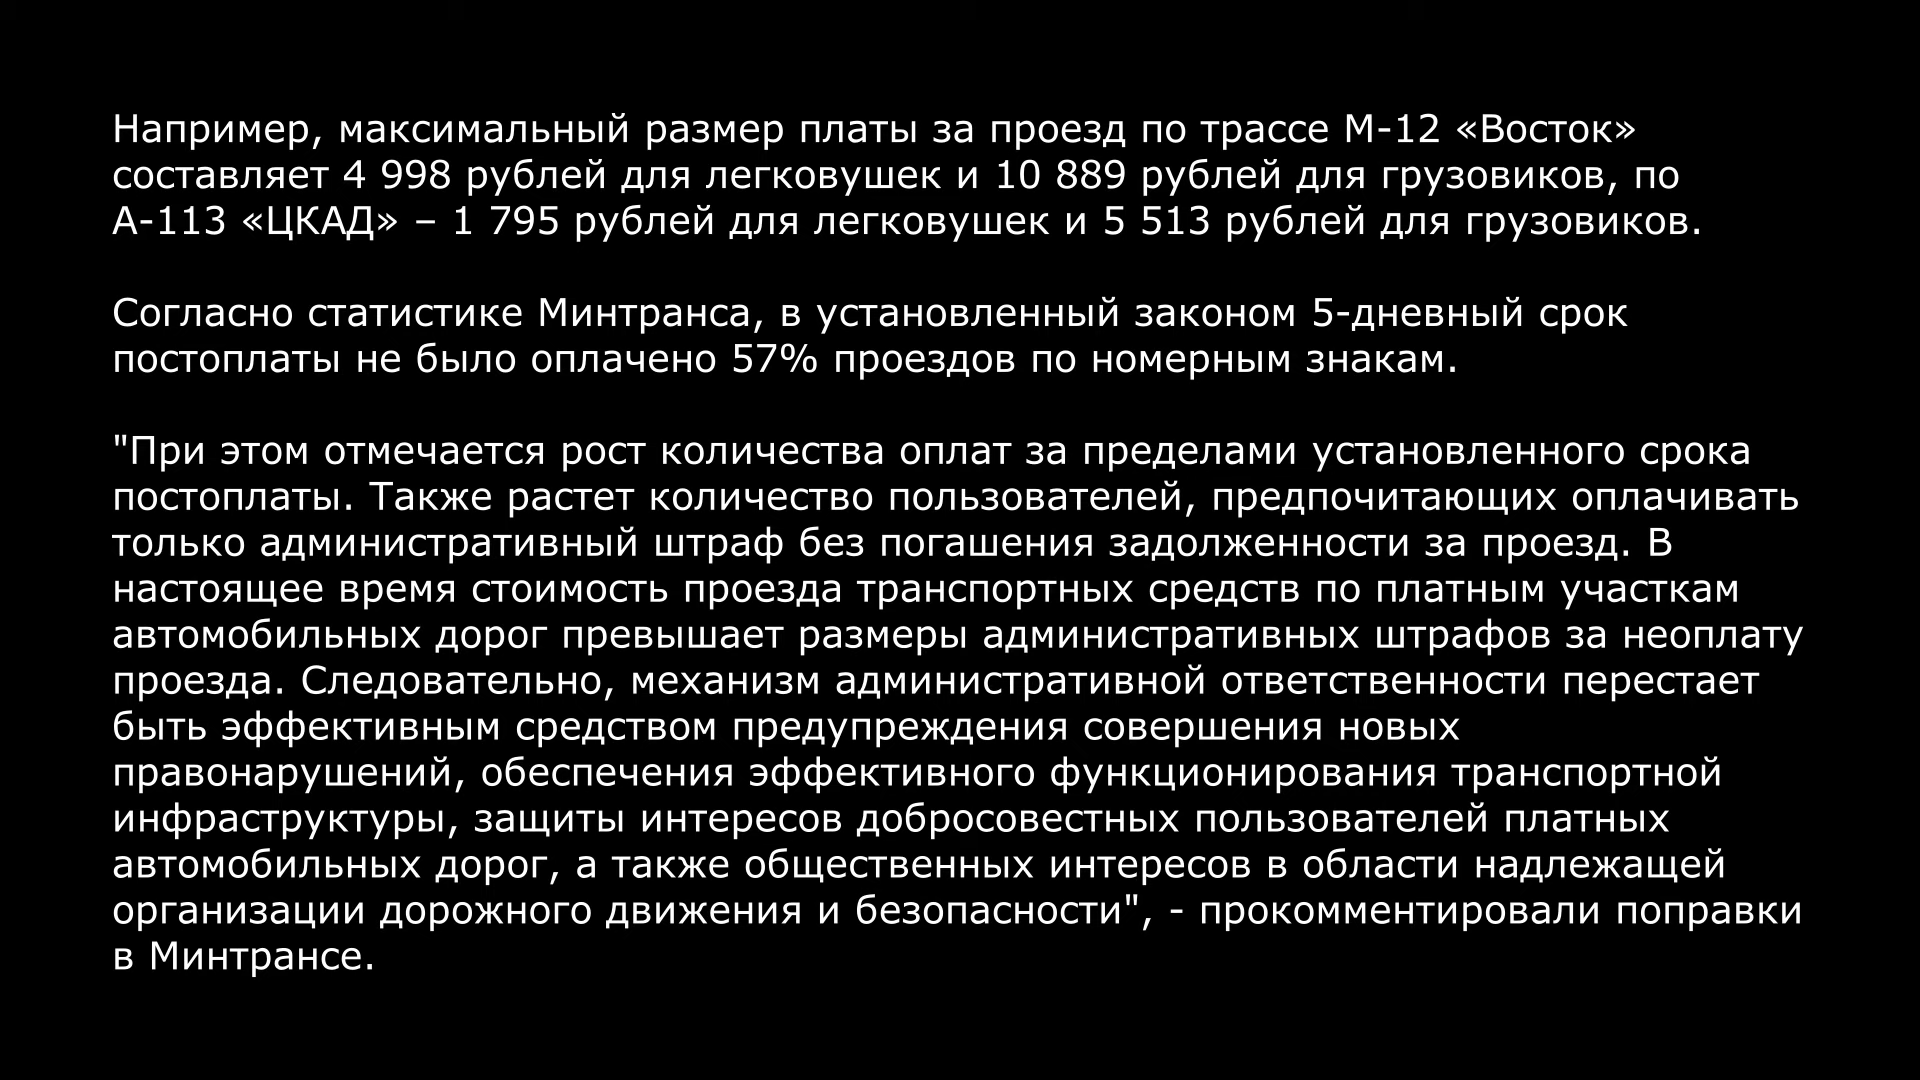 Например, максимальный размер платы за проезд по трассе М-12 «Восток»
составляет 4 998 рублей для легковушек и 10 889 рублей для грузовиков, по
А-113 «ЦКАД» – 1 795 рублей для легковушек и 5 513 рублей для грузовиков.
Согласно статистике Минтранса, в установленный законом 5-дневный срок
постоплаты не было оплачено 57% проездов по номерным знакам.
"При этом отмечается рост количества оплат за пределами установленного срока
постоплаты. Также растет количество пользователей, предпочитающих оплачивать
только административный штраф без погашения задолженности за проезд. В
настоящее время стоимость проезда транспортных средств по платным участкам
автомобильных дорог превышает размеры административных штрафов за неоплату
проезда. Следовательно, механизм административной ответственности перестает
быть эффективным средством предупреждения совершения новых
правонарушений, обеспечения эффективного функционирования транспортной
инфраструктуры, защиты интересов добросовестных пользователей платных
автомобильных дорог, а также общественных интересов в области надлежащей
организации дорожного движения и безопасности", - прокомментировали поправки
в Минтрансе.